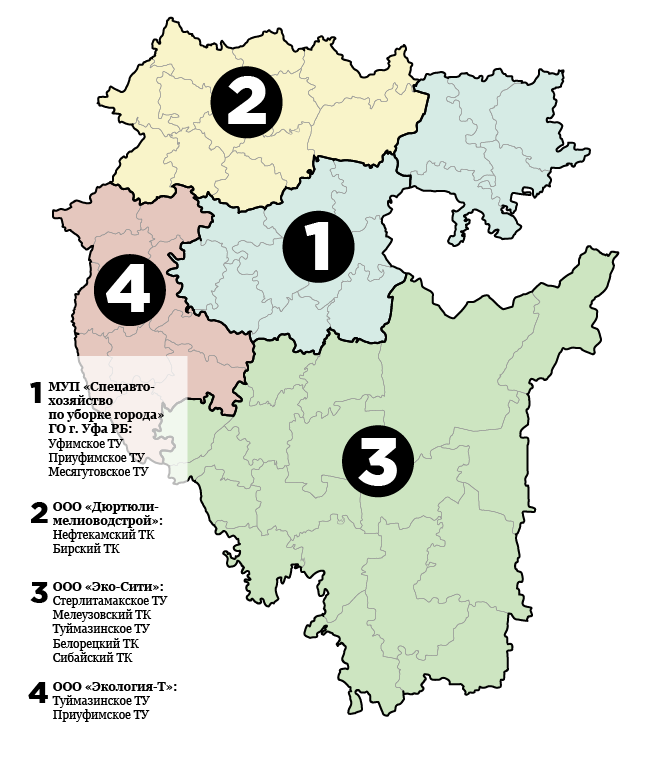 2
1
4
3
1 МУП «Спецавто-
хозяйство
по уборке города»
ГО г. Уфа РБ:
Уфимское ТУ
Приуфимское ТУ
Месягутовское ТУ
2 ООО «Дюртюли-
мелиоводстрой»:
Нефтекамский ТК
Бирский ТК
3 ООО «Эко-Сити»:
Стерлитамакское ТУ
Мелеузовский ТК
Туймазинское ТУ
Белорецкий ТК
Сибайский ТК
4 ООО «Экология-Т»:
Туймазинское ТУ
Приуфимское ТУ